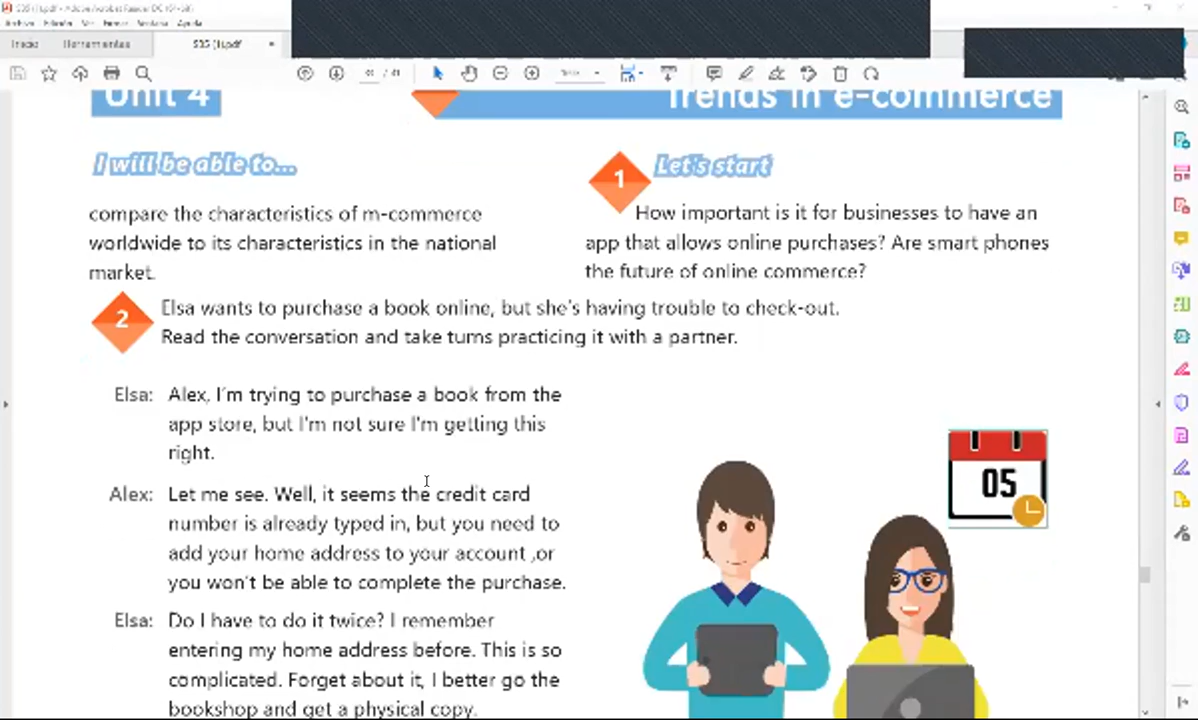 Archivo Edición Ver Ventana Ayuda
Inicio Herramientas
Unit 4
Trends in e-commerce
I will be able to...
1
Let's start
compare the characteristics of m-commerce
worldwide to its characteristics in the national
market.
How important is it for businesses to have an
app that allows online purchases? Are smart phones
the future of online commerce?
2
Elsa wants to purchase a book online, but she's having trouble to check-out.
Read the conversation and take turns practicing it with a partner.
Elsa: Alex, I'm trying to purchase a book from the
app store, but I'm not sure I'm getting this
right.
Alex: Let me see. Well, it seems the credit card
number is already typed in, but you need to
add your home address to your account ,or
you won't be able to complete the purchase.
Elsa: Do I have to do it twice? I remember
entering my home address before. This is so
complicated. Forget about it, I better go the
bookshop and get a physical copy.
05